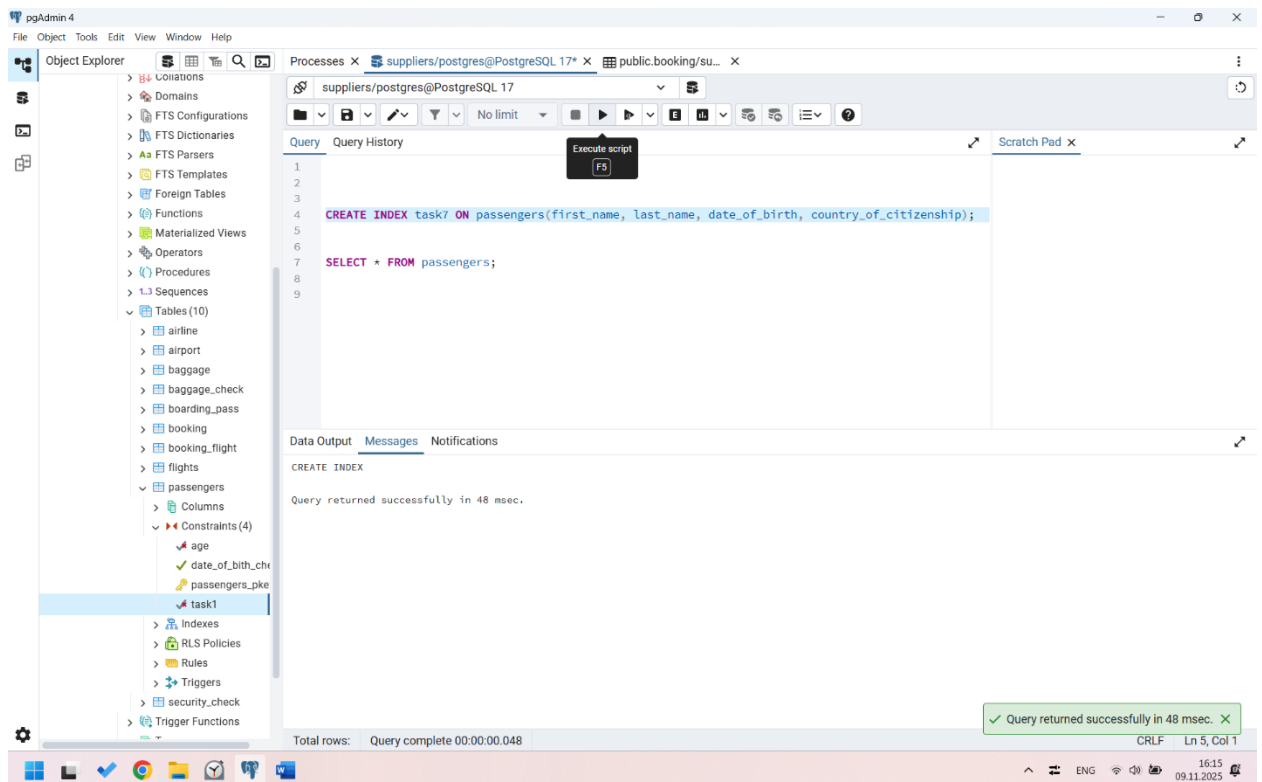 pgAdmin 4
File Object Tools Edit View Window Help
Object Explorer
Collations
Domains
FTS Configurations
FTS Dictionaries
Aa FTS Parsers
FTS Templates
Foreign Tables
Functions
Materialized Views
Operators
Procedures
1..3 Sequences
Tables (10)
airline
airport
baggage
baggage_check
boarding_pass
booking
booking_flight
flights
passengers
Columns
Constraints (4)
age
date_of_bith_che
passengers_pke
task1
Indexes
RLS Policies
Rules
Triggers
security_check
Trigger Functions
Processes suppliers/postgres@PostgreSQL 17* public.booking/su...
suppliers/postgres@PostgreSQL 17
No limit
E
Query Query History
Execute script
F5
Scratch Pad
1
2
3
4 CREATE INDEX task7 ON passengers(first_name, last_name, date_of_birth, country_of_citizenship);
5
6
7 SELECT * FROM passengers;
8
9
Data Output Messages Notifications
CREATE INDEX
Query returned successfully in 48 msec.
Query returned successfully in 48 msec.
Total rows: Query complete 00:00:00.048
CRLF Ln 5, Col 1
W
ENG
16:15
09.11.2025